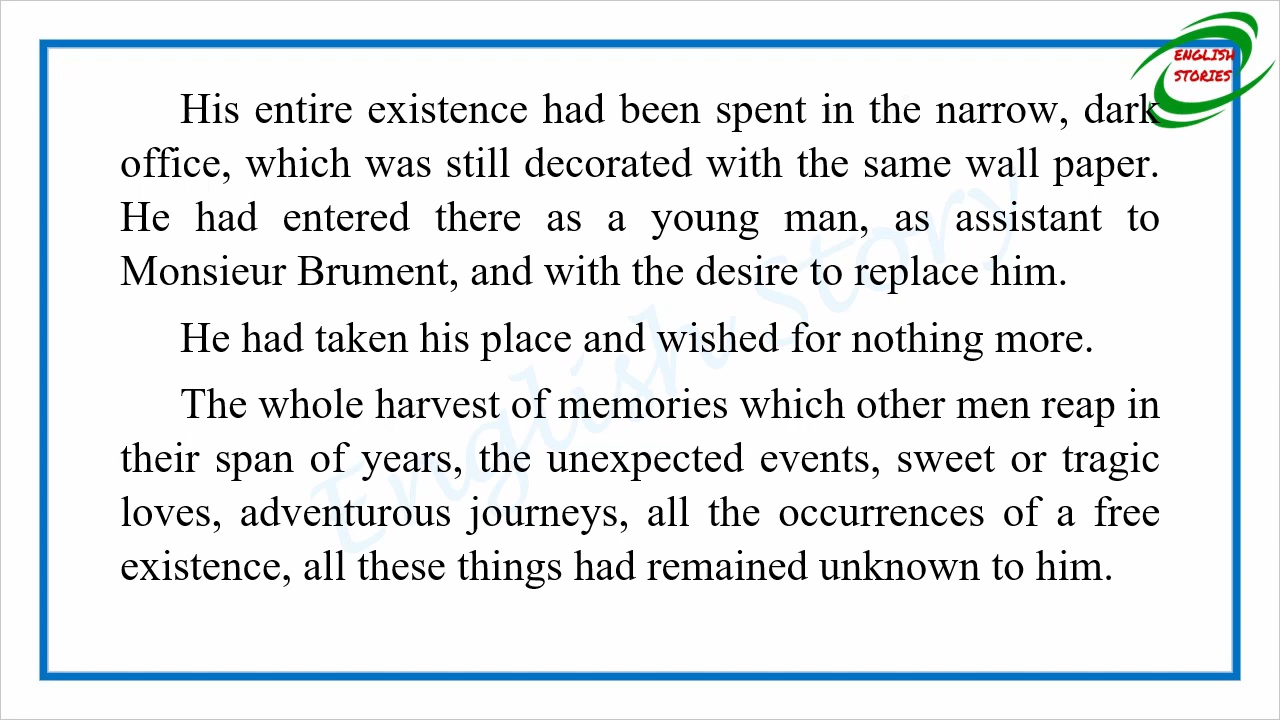 ENGLISH
STORIES
His entire existence had been spent in the narrow, dark
office, which was still decorated with the same wall paper.
He had entered there as a young man, as assistant to
Monsieur Brument, and with the desire to replace him.
He had taken his place and wished for nothing more.
The whole harvest of memories which other men reap in
their span of years, the unexpected events, sweet or tragic
loves, adventurous journeys, all the occurrences of a free
existence, all these things had remained unknown to him.
English Story